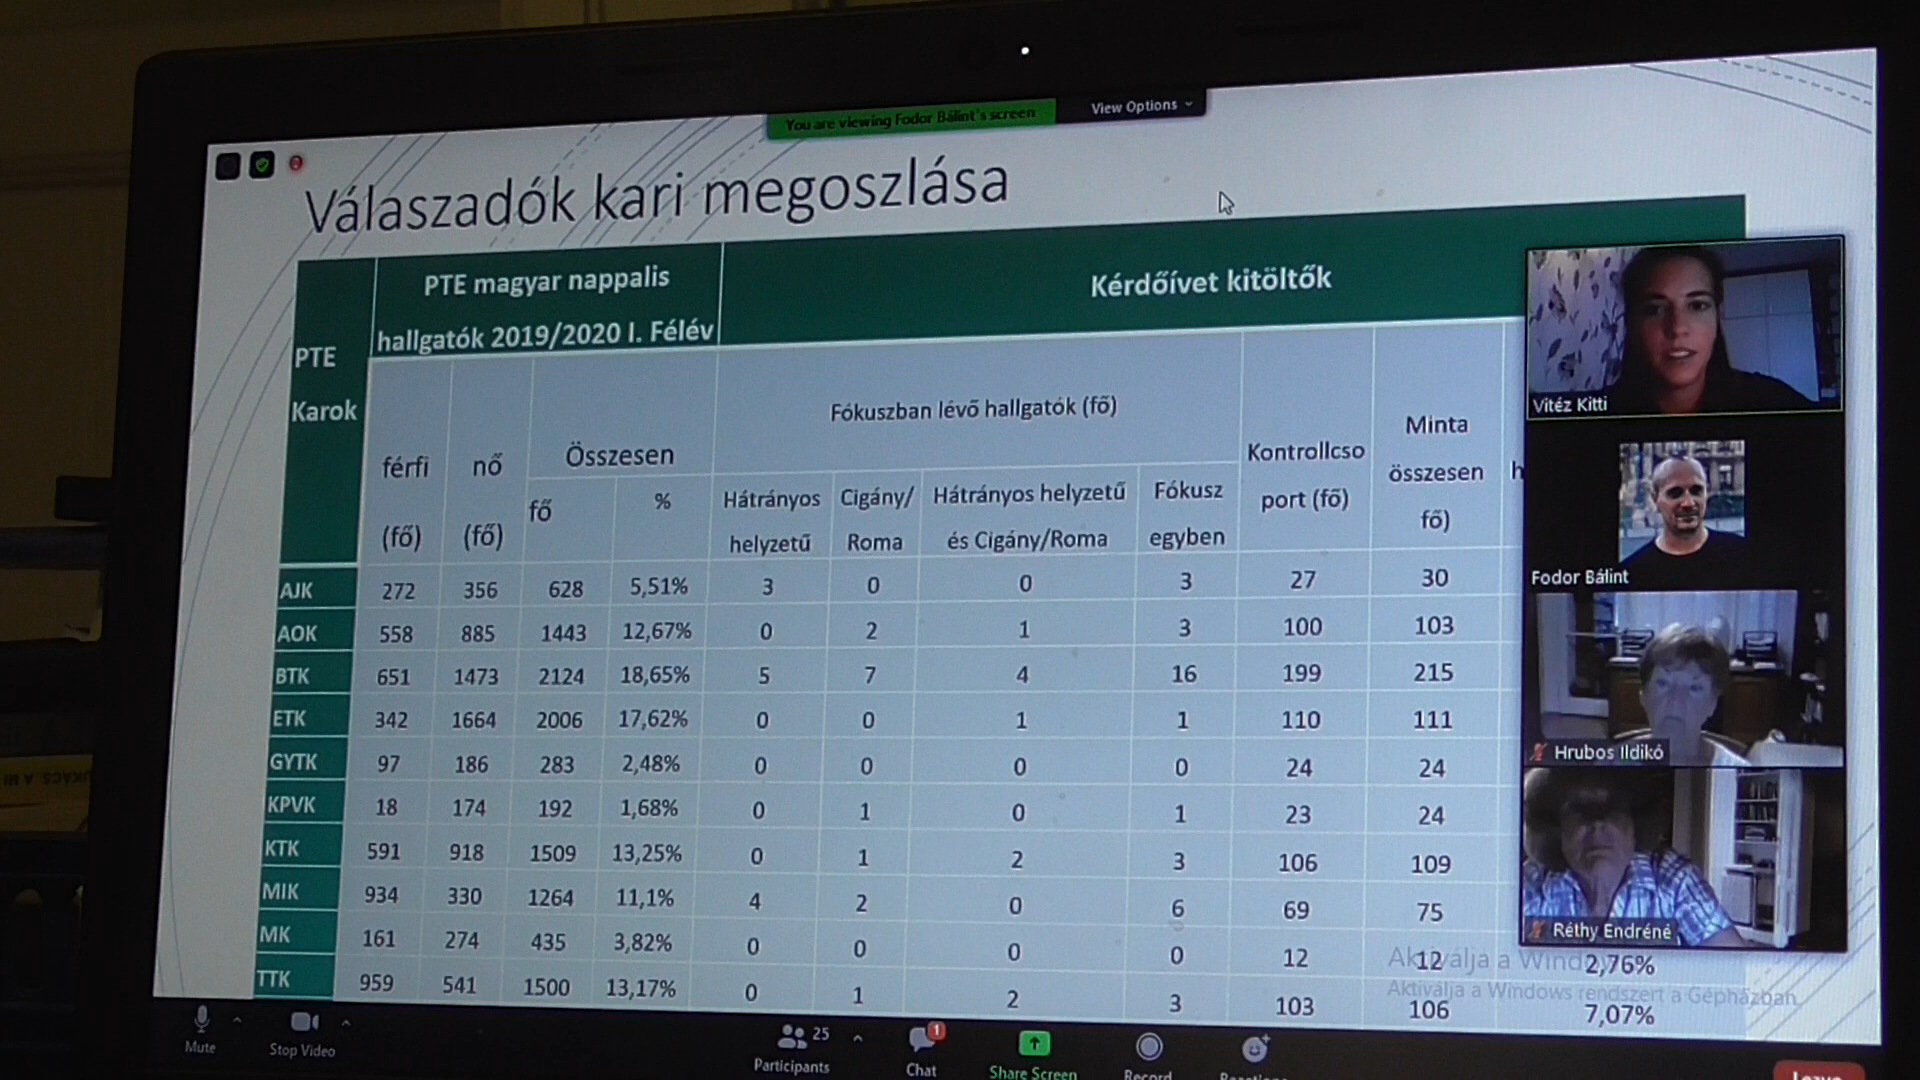 You are viewing Fodor Bálint's screen
View Options
Válaszadók kari megoszlása
PTE Karok
PTE magyar nappalis
hallgatók 2019/2020 I. Félév
Kérdőívet kitöltők
férfi (fő)
nő (fő)
Összesen
fő
%
Fókuszban lévő hallgatók (fő)
Hátrányos helyzetű
Cigány/ Roma
Hátrányos helyzetű és Cigány/Roma
Fókusz egyben
Kontrollcso port (fő)
Minta összesen fő)
h
AJK 272 356 628 5,51% 3 0 0 3 27 30
AOK 558 885 1443 12,67% 0 2 1 3 100 103
BTK 651 1473 2124 18,65% 5 7 4 16 199 215
ETK 342 1664 2006 17,62% 0 0 1 1 110 111
GYTK 97 186 283 2,48% 0 0 0 0 24 24
KPVK 18 174 192 1,68% 0 1 0 1 23 24
KTK 591 918 1509 13,25% 0 1 2 3 106 109
MIK 934 330 1264 11,1% 4 2 0 6 69 75
MK 161 274 435 3,82% 0 0 0 0 12 12 2,76%
TTK 959 541 1500 13,17% 0 1 2 3 103 106 7,07%
Vitéz Kitti
Fodor Bálint
Hrubos Ildikó
Réthy Endréné
Aktiválja a Wind
Aktiválja a Windows rendszert a Gépházban.
Mute
Stop Video
25
Participants
1
Chat
Share Screen
Record
Reactions
Leave